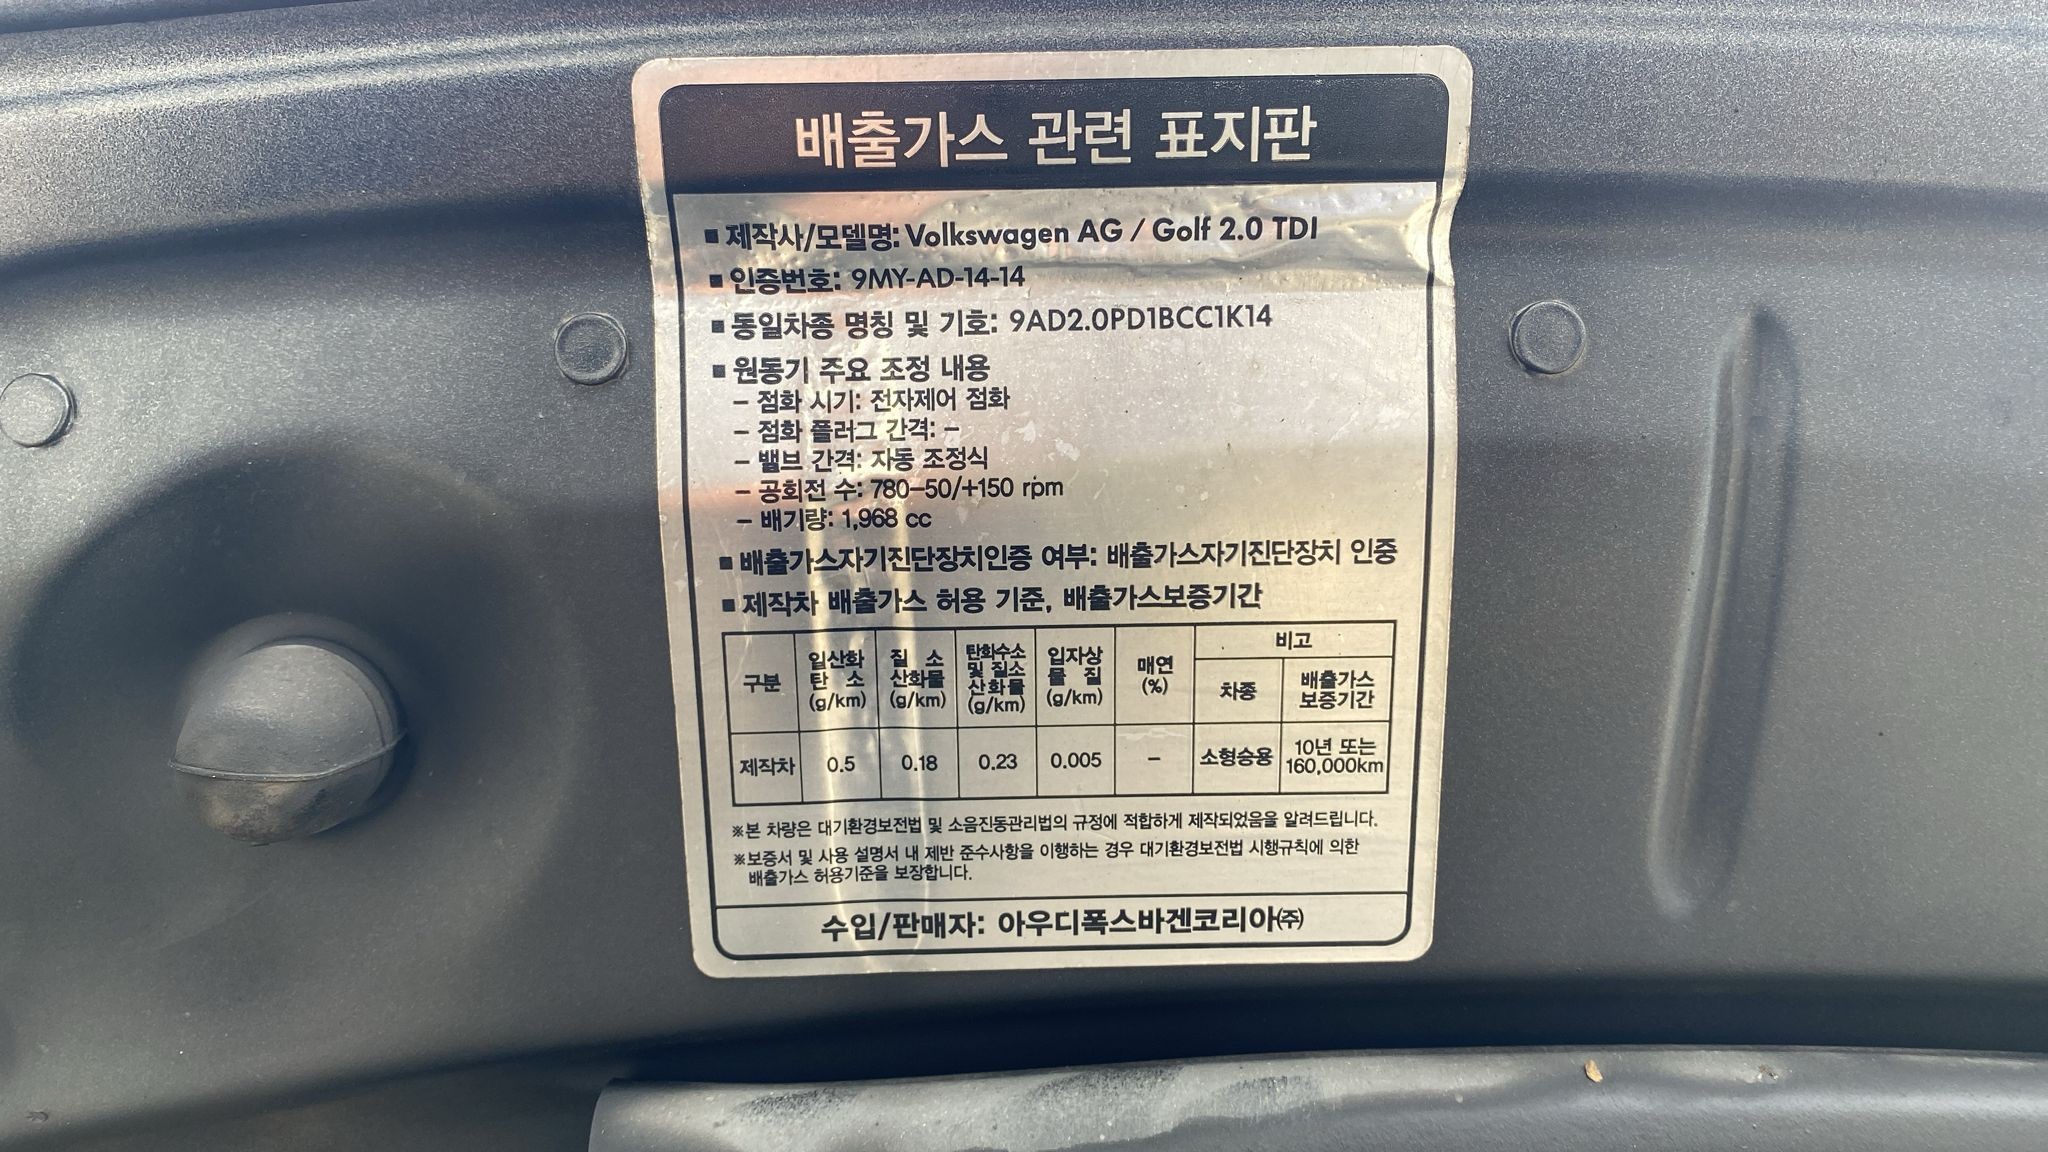 배출가스 관련 표지판
▪ 제작사/모델명: Volkswagen AG / Golf 2.0 TDI
▪ 인증번호: 9MY-AD-14-14
▪ 동일차종 명칭 및 기호: 9AD2.0PD1BCC1K14
▪ 원동기 주요 조정 내용
– 점화 시기: 전자제어 점화
– 점화 플러그 간격: –
– 밸브 간격: 자동 조정식
– 공회전 수: 780-50/+150 rpm
– 배기량: 1,968 cc
▪ 배출가스자기진단장치인증 여부: 배출가스자기진단장치 인증
▪ 제작차 배출가스 허용 기준, 배출가스보증기간
구분
일산화
탄 소
(g/km)
질 소
산화물
(g/km)
탄화수소
및 질소
산화물
(g/km)
입자상
물 질
(g/km)
매연
(%)
비고
차종
배출가스
보증기간
제작차 0.5 0.18 0.23 0.005 – 소형승용
10년 또는
160,000km
※본 차량은 대기환경보전법 및 소음진동관리법의 규정에 적합하게 제작되었음을 알려드립니다.
※보증서 및 사용 설명서 내 제반 준수사항을 이행하는 경우 대기환경보전법 시행규칙에 의한
배출가스 허용기준을 보장합니다.
수입/판매자: 아우디폭스바겐코리아㈜